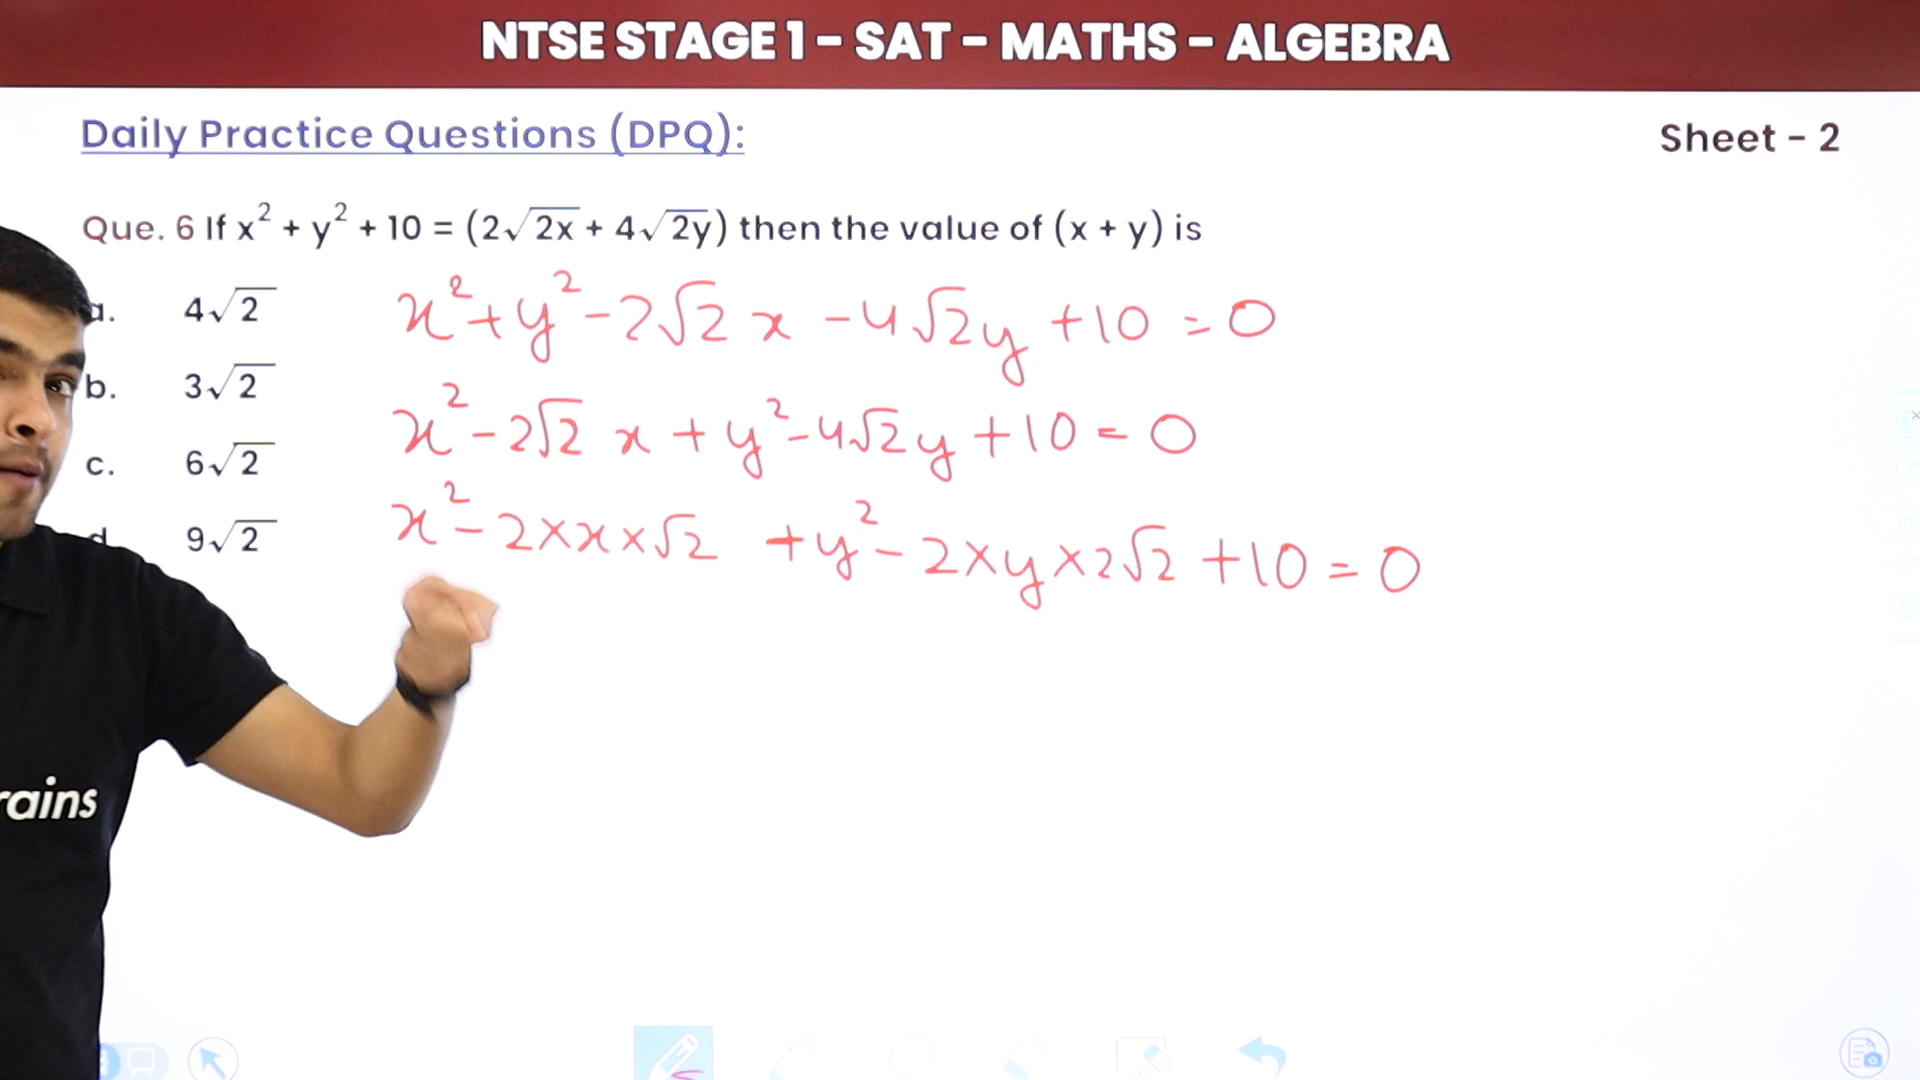 NTSE STAGE 1 - SAT - MATHS - ALGEBRA
Daily Practice Questions (DPQ):
Sheet - 2
Que. 6 If x² + y² + 10 = (2√2x + 4√2y) then the value of (x + y) is
a. 4√2
b. 3√2
c. 6√2
d. 9√2
x² + y² - 2√2 x - 4√2y + 10 = 0
x² - 2√2 x + y² - 4√2y + 10 = 0
x² - 2×x×√2 + y² - 2×y×2√2 + 10 = 0
rains